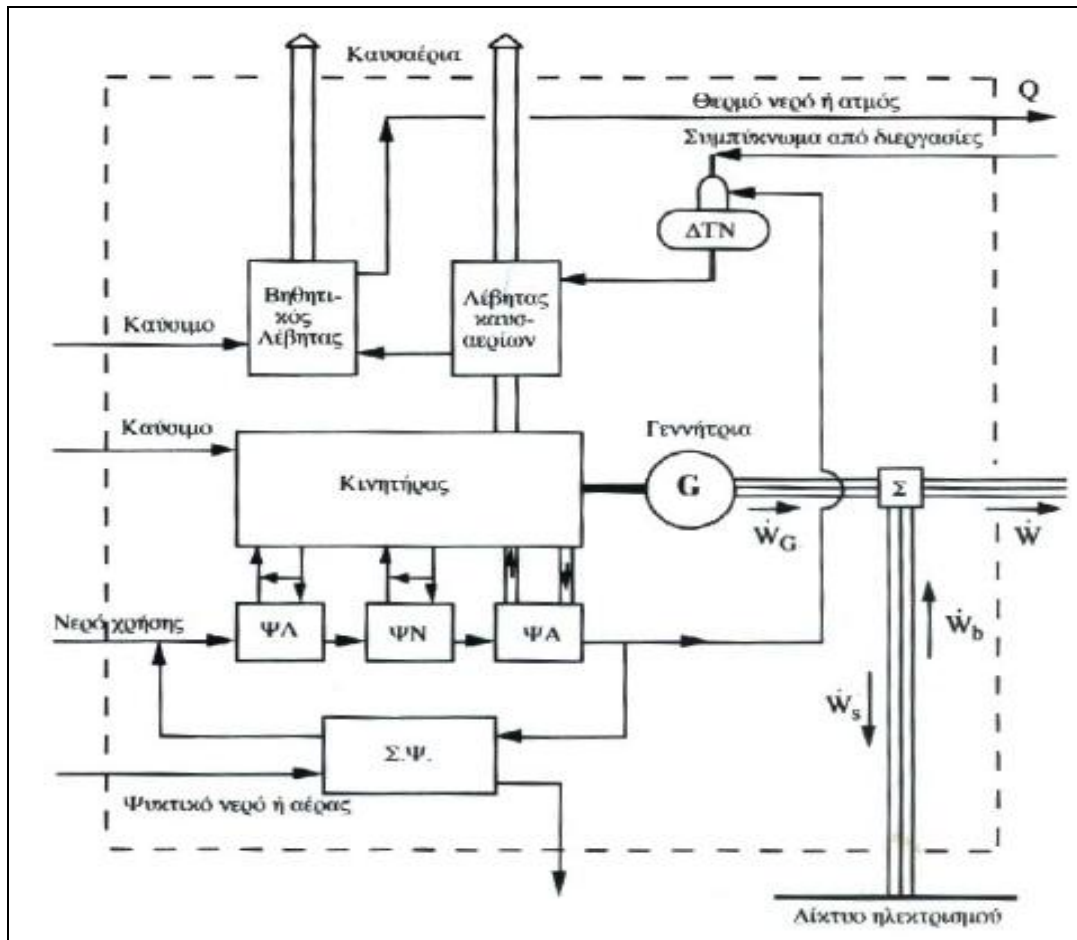 Καυσαέρια
Θερμό νερό ή ατμός
Q
Συμπύκνωμα από διεργασίες
ΔΤΝ
Βηθητι-
κός
Λέβητας
Λέβητας
καυσ-
αερίων
Καύσιμο
Καύσιμο
Κινητήρας
Γεννήτρια
G
Σ
Ẇ_G
Ẇ
Νερό χρήσης
ΨΛ
ΨΝ
ΨΑ
Ẇ_b
Ẇ_s
Σ.Ψ.
Ψυκτικό νερό ή αέρας
Δίκτυο ηλεκτρισμού